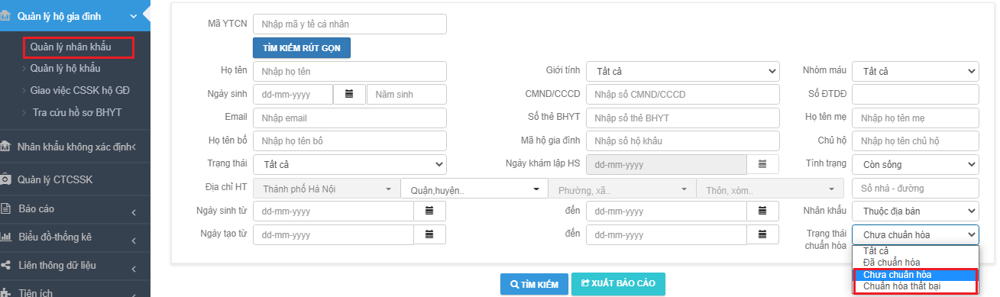 Quản lý hộ gia đình
Quản lý nhân khẩu
Quản lý hộ khẩu
Giao việc CSSK hộ GĐ
Tra cứu hồ sơ BHYT
Nhân khẩu không xác định
Quản lý CTCSSK
Báo cáo
Biểu đồ-thống kê
Liên thông dữ liệu
Tiện ích
Mã YTCN Nhập mã y tế cá nhân
TÌM KIẾM RÚT GỌN
Họ tên Nhập họ tên Giới tính Tất cả Nhóm máu Tất cả
Ngày sinh dd-mm-yyyy Năm sinh CMND/CCCD Nhập số CMND/CCCD Số ĐTDĐ
Email Nhập email Số thẻ BHYT Nhập số thẻ BHYT Họ tên mẹ Nhập họ tên mẹ
Họ tên bố Nhập họ tên bố Mã hộ gia đình Nhập số hộ khẩu Chủ hộ Nhập họ tên chủ hộ
Trạng thái Tất cả Ngày khám lập HS dd-mm-yyyy Tình trạng Còn sống
Địa chỉ HT Thành phố Hà Nội Quận,huyện.. Phường, xã.. Thôn, xóm.. Số nhà - đường
Ngày sinh từ dd-mm-yyyy đến dd-mm-yyyy Nhân khẩu Thuộc địa bàn
Ngày tạo từ dd-mm-yyyy đến dd-mm-yyyy Trạng thái chuẩn hóa Chưa chuẩn hóa
Tất cả
Đã chuẩn hóa
Chưa chuẩn hóa
Chuẩn hóa thất bại
TÌM KIẾM XUẤT BÁO CÁO